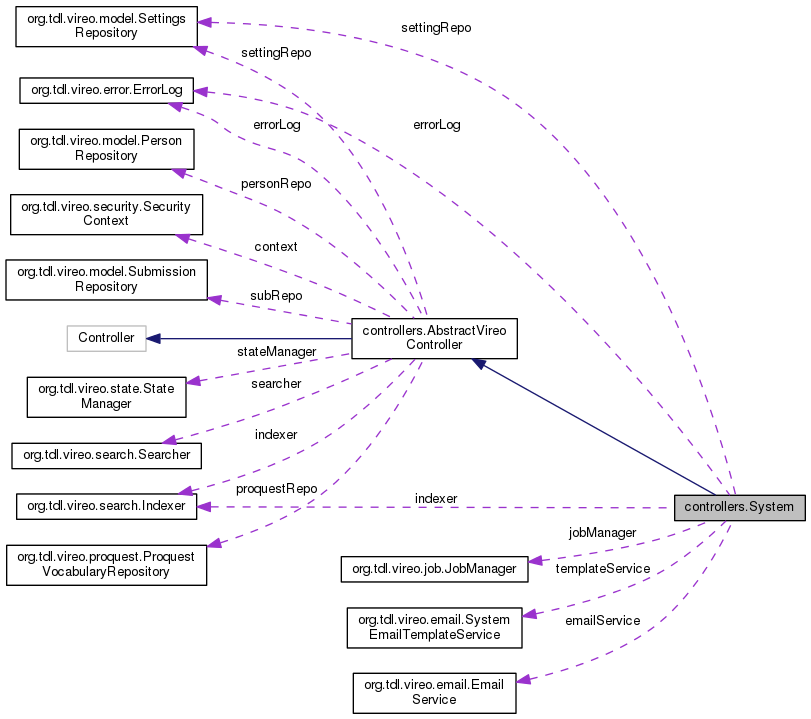 org.tdl.vireo.model.Settings
Repository
settingRepo
settingRepo
org.tdl.vireo.error.ErrorLog
errorLog
errorLog
org.tdl.vireo.model.Person
Repository
personRepo
org.tdl.vireo.security.Security
Context
context
org.tdl.vireo.model.Submission
Repository
subRepo
Controller
controllers.AbstractVireo
Controller
stateManager
org.tdl.vireo.state.State
Manager
searcher
org.tdl.vireo.search.Searcher
indexer
proquestRepo
org.tdl.vireo.search.Indexer
indexer
controllers.System
org.tdl.vireo.proquest.Proquest
VocabularyRepository
jobManager
org.tdl.vireo.job.JobManager
templateService
org.tdl.vireo.email.System
EmailTemplateService
emailService
org.tdl.vireo.email.Email
Service